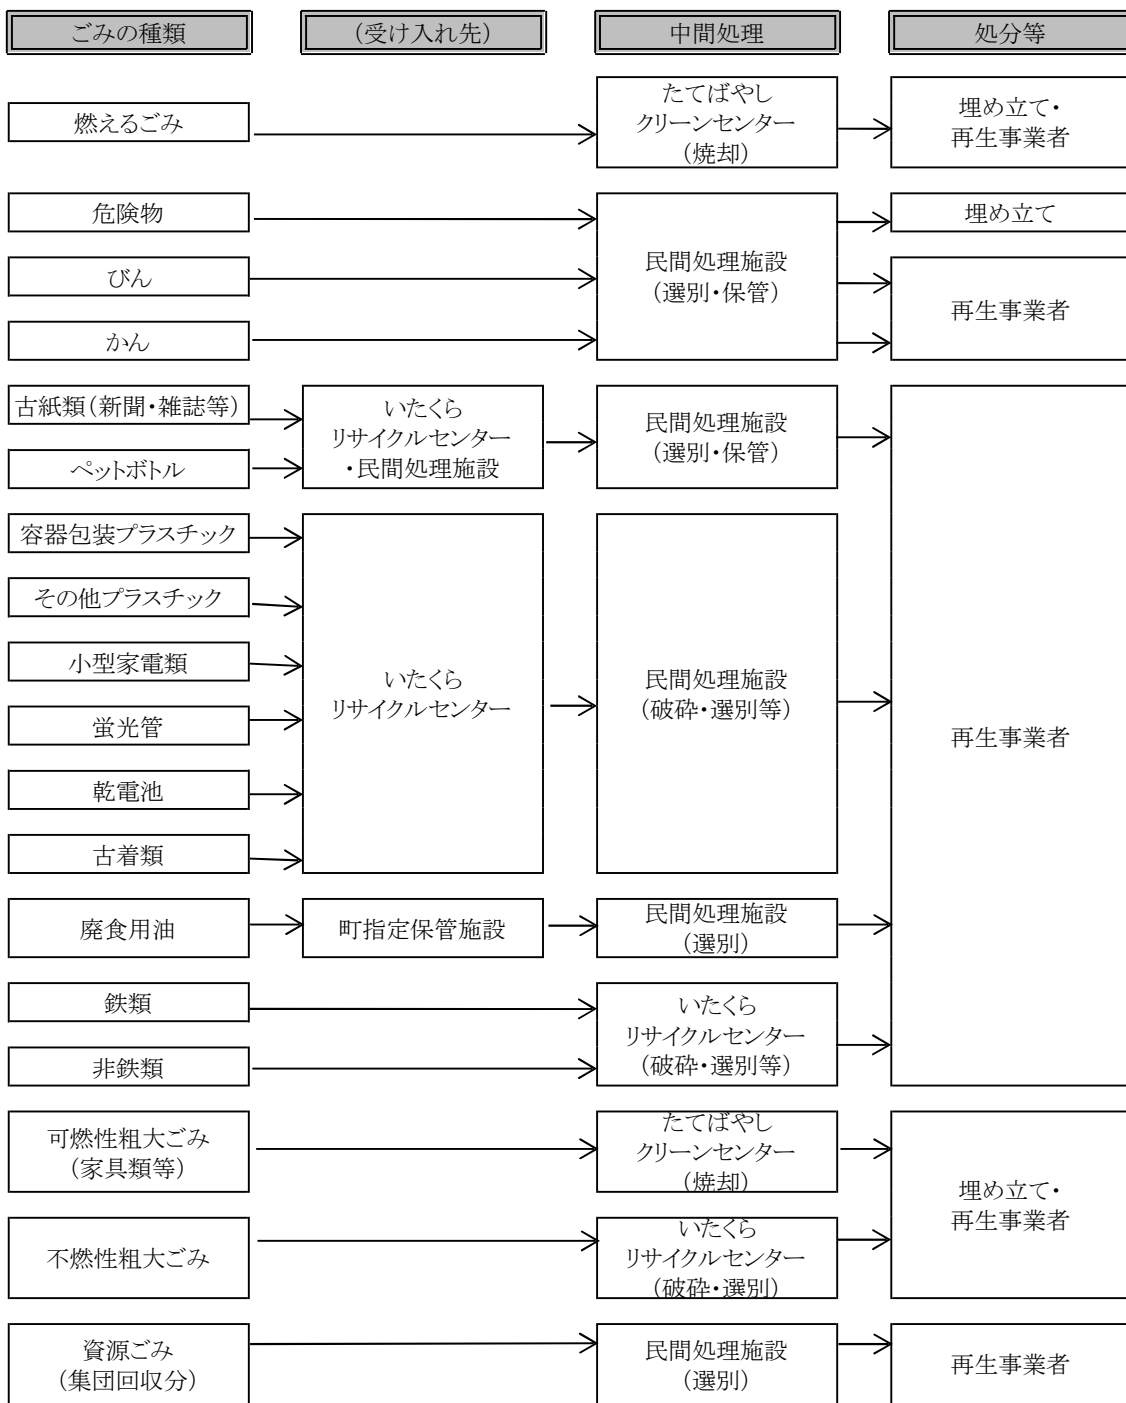 ごみの種類
(受け入れ先)
中間処理
処分等
燃えるごみ
たてばやし
クリーンセンター
(焼却)
埋め立て・
再生事業者
危険物
びん
かん
民間処理施設
(選別・保管)
埋め立て
再生事業者
古紙類(新聞・雑誌等)
ペットボトル
いたくら
リサイクルセンター
・民間処理施設
民間処理施設
(選別・保管)
容器包装プラスチック
その他プラスチック
小型家電類
蛍光管
乾電池
古着類
いたくら
リサイクルセンター
民間処理施設
(破砕・選別等)
再生事業者
廃食用油
町指定保管施設
民間処理施設
(選別)
鉄類
非鉄類
いたくら
リサイクルセンター
(破砕・選別等)
可燃性粗大ごみ
(家具類等)
たてばやし
クリーンセンター
(焼却)
不燃性粗大ごみ
いたくら
リサイクルセンター
(破砕・選別)
埋め立て・
再生事業者
資源ごみ
(集団回収分)
民間処理施設
(選別)
再生事業者